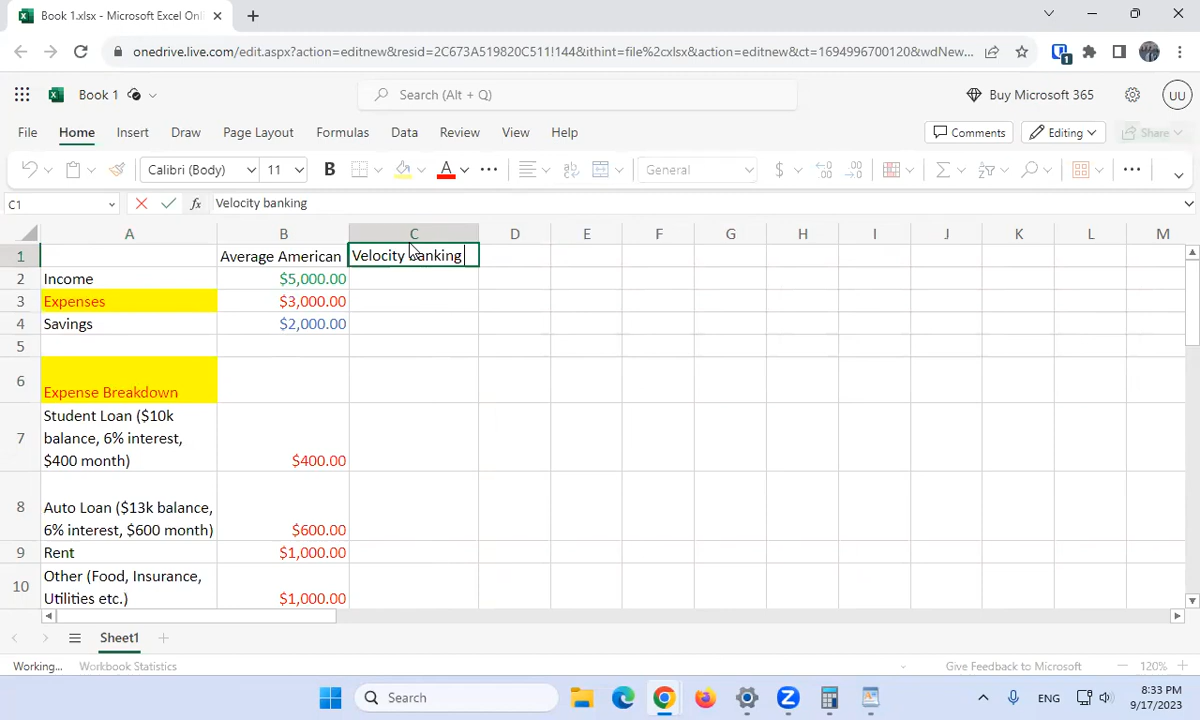 Book 1.xlsx - Microsoft Excel Onli
onedrive.live.com/edit.aspx?action=editnew&resid=2C673A519820C511!144&ithint=file%2cxlsx&action=editnew&ct=1694996700120&wdNew...
1
Book 1
Search (Alt + Q)
Buy Microsoft 365
UU
File Home Insert Draw Page Layout Formulas Data Review View Help
Comments Editing Share
Calibri (Body) 11 B A General $
C1 fx Velocity banking
A B C D E F G H I J K L M
1 Average American Velocity banking
2 Income $5,000.00
3 Expenses $3,000.00
4 Savings $2,000.00
5
6 Expense Breakdown
Student Loan ($10k
7 balance, 6% interest,
$400 month) $400.00
8 Auto Loan ($13k balance,
6% interest, $600 month) $600.00
9 Rent $1,000.00
10 Other (Food, Insurance,
Utilities etc.) $1,000.00
Sheet1
Working... Workbook Statistics Give Feedback to Microsoft 120%
Search
ENG
8:33 PM
9/17/2023